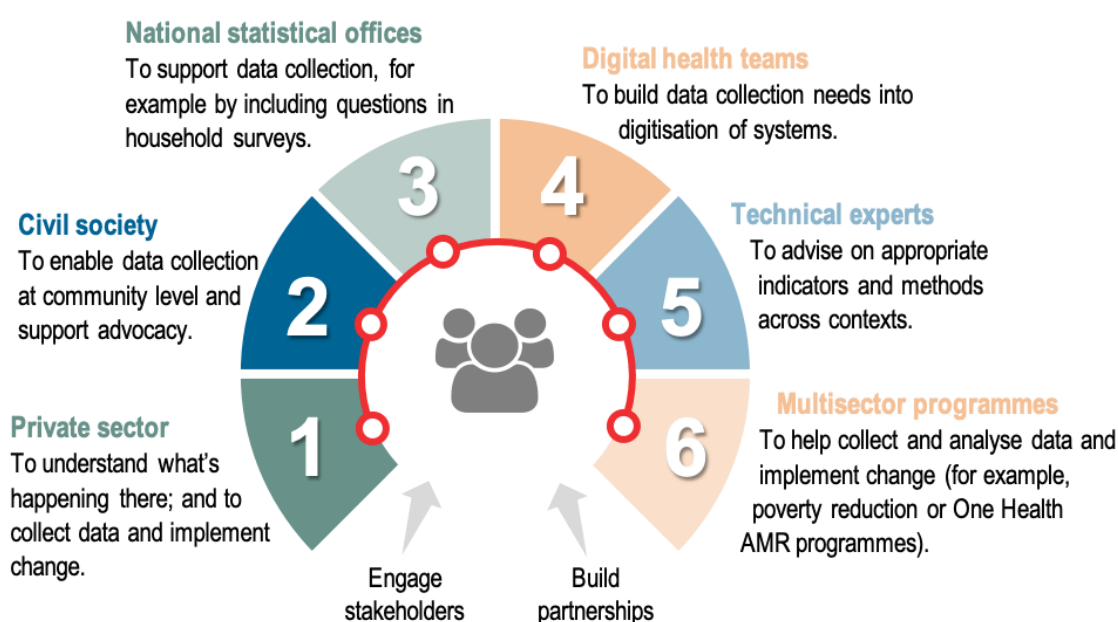 National statistical offices
To support data collection, for
example by including questions in
household surveys.
Digital health teams
To build data collection needs into
digitisation of systems.
3
4
Civil society
To enable data collection
at community level and
support advocacy.
2
Technical experts
To advise on appropriate
indicators and methods
across contexts.
5
Private sector
To understand what's
happening there; and to
collect data and implement
change.
1
Multisector programmes
To help collect and analyse data and
implement change (for example,
poverty reduction or One Health
AMR programmes).
6
Engage
stakeholders
Build
partnerships